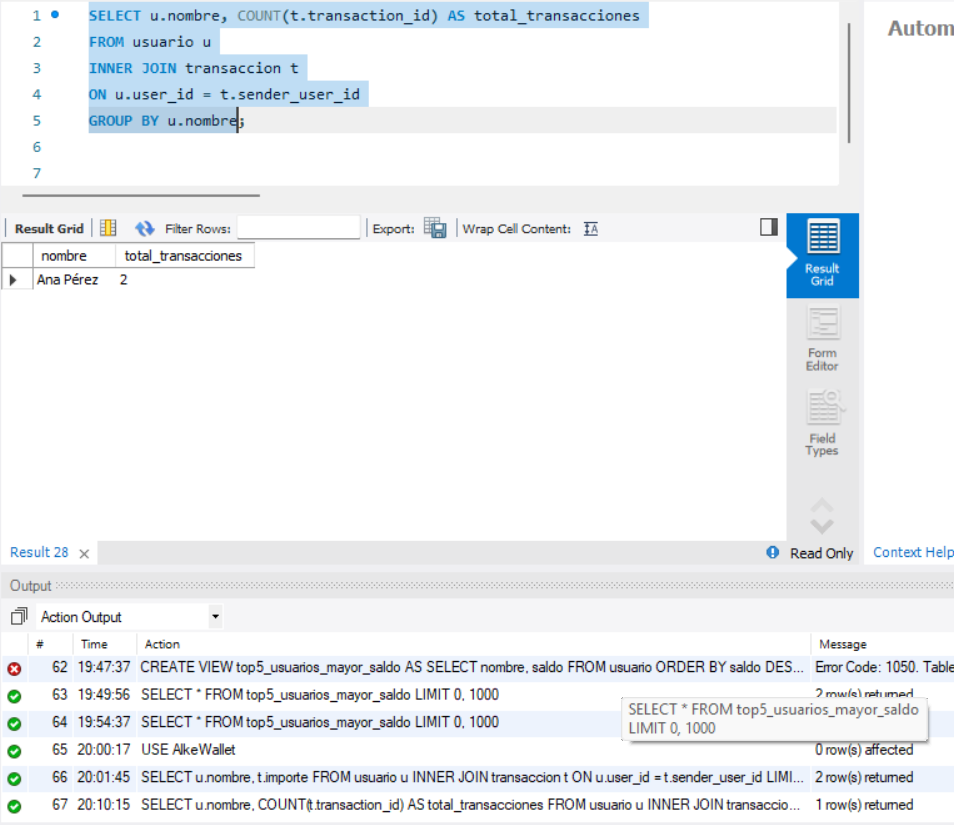 1 SELECT u.nombre, COUNT(t.transaction_id) AS total_transacciones
2 FROM usuario u
3 INNER JOIN transaccion t
4 ON u.user_id = t.sender_user_id
5 GROUP BY u.nombre;
6
7
Autom
Result Grid Filter Rows: Export: Wrap Cell Content: IA
nombre total_transacciones
Ana Pérez 2
Result Grid
Form Editor
Field Types
Result 28 × Read Only Context Help
Output
Action Output
# Time Action Message
62 19:47:37 CREATE VIEW top5_usuarios_mayor_saldo AS SELECT nombre, saldo FROM usuario ORDER BY saldo DES... Error Code: 1050. Table
63 19:49:56 SELECT * FROM top5_usuarios_mayor_saldo LIMIT 0, 1000 2 row(s) returned
64 19:54:37 SELECT * FROM top5_usuarios_mayor_saldo LIMIT 0, 1000
SELECT * FROM top5_usuarios_mayor_saldo
LIMIT 0, 1000
65 20:00:17 USE AlkeWallet 0 row(s) affected
66 20:01:45 SELECT u.nombre, t.importe FROM usuario u INNER JOIN transaccion t ON u.user_id = t.sender_user_id LIMI... 2 row(s) returned
67 20:10:15 SELECT u.nombre, COUNT(t.transaction_id) AS total_transacciones FROM usuario u INNER JOIN transaccio... 1 row(s) returned